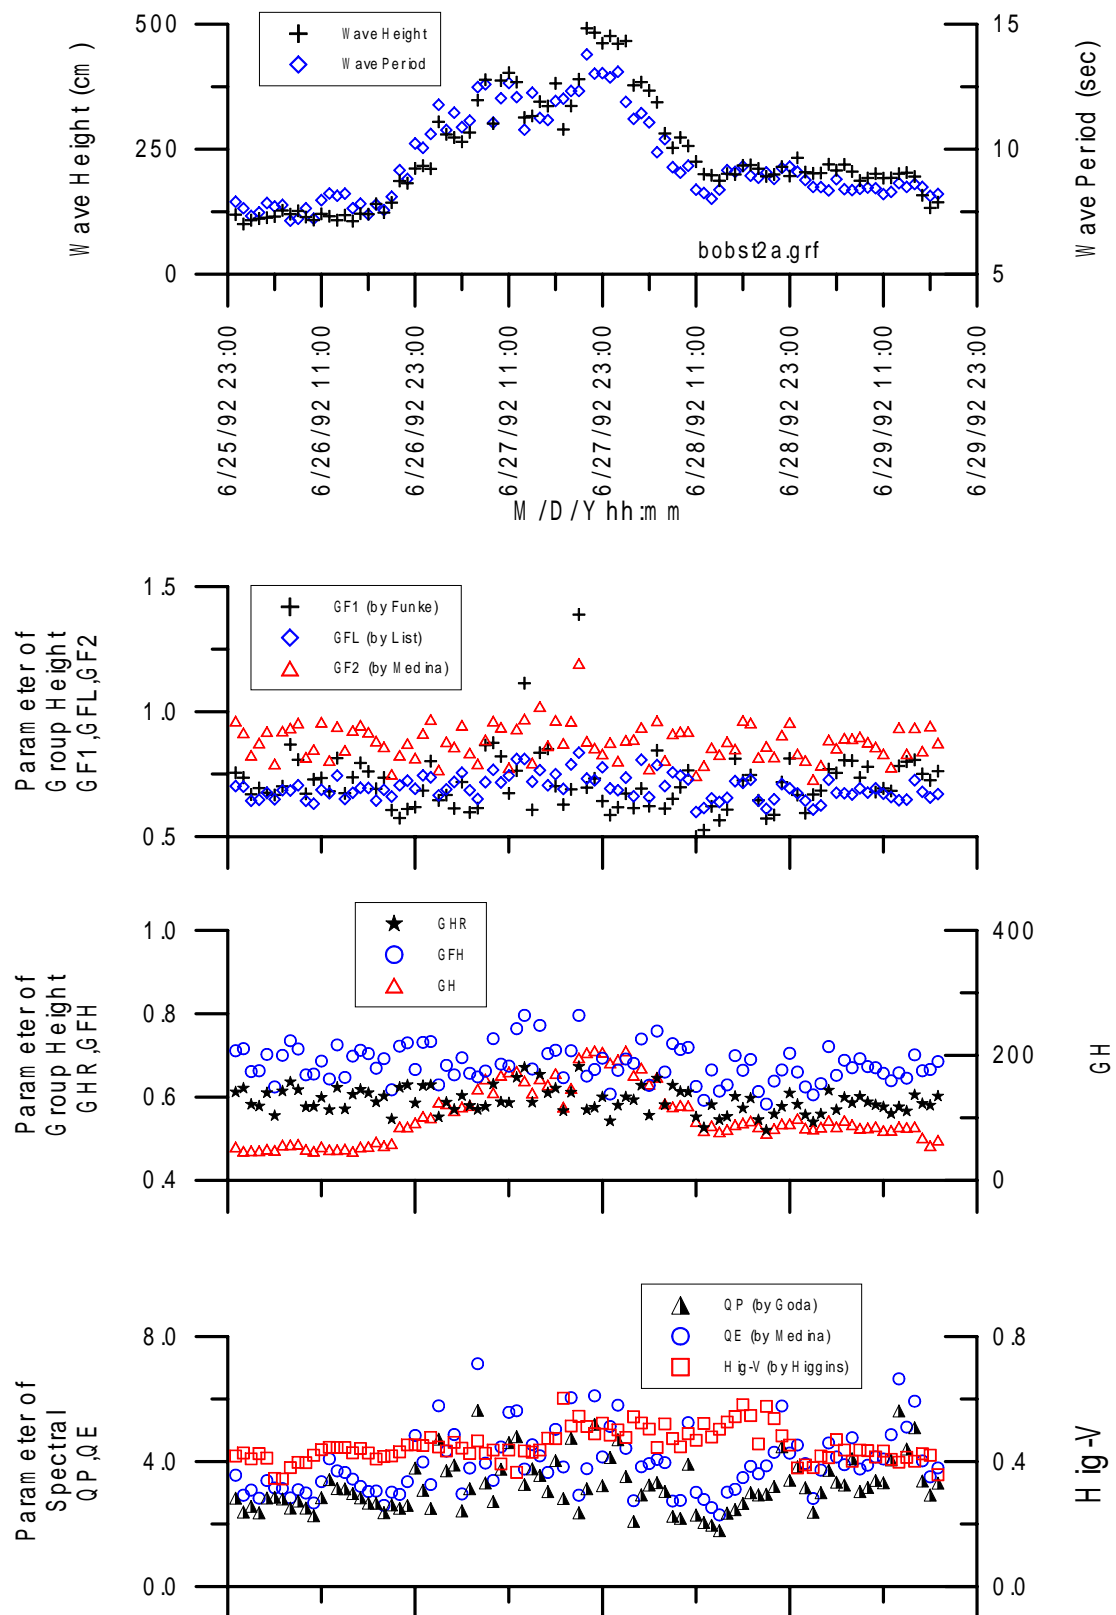 500
15
Wave Height
Wave Period
Wave Height (cm)
250
10
Wave Period (sec)
bobst2a.grf
0
5
6/25/92 23:00
6/26/92 11:00
6/26/92 23:00
6/27/92 11:00
6/27/92 23:00
6/28/92 11:00
6/28/92 23:00
6/29/92 11:00
6/29/92 23:00
M/D/Y hh:mm
1.5
GF1 (by Funke)
GFL (by List)
GF2 (by Medina)
Parameter of
Group Height
GF1,GFL,GF2
1.0
0.5
1.0
400
GHR
GFH
GH
0.8
Parameter of
Group Height
GHR,GFH
200
GH
0.6
0.4
0
QP (by Goda)
QE (by Medina)
Hig-V (by Higgins)
8.0
0.8
Parameter of
Spectral
QP,QE
4.0
0.4
Hig-V
0.0
0.0